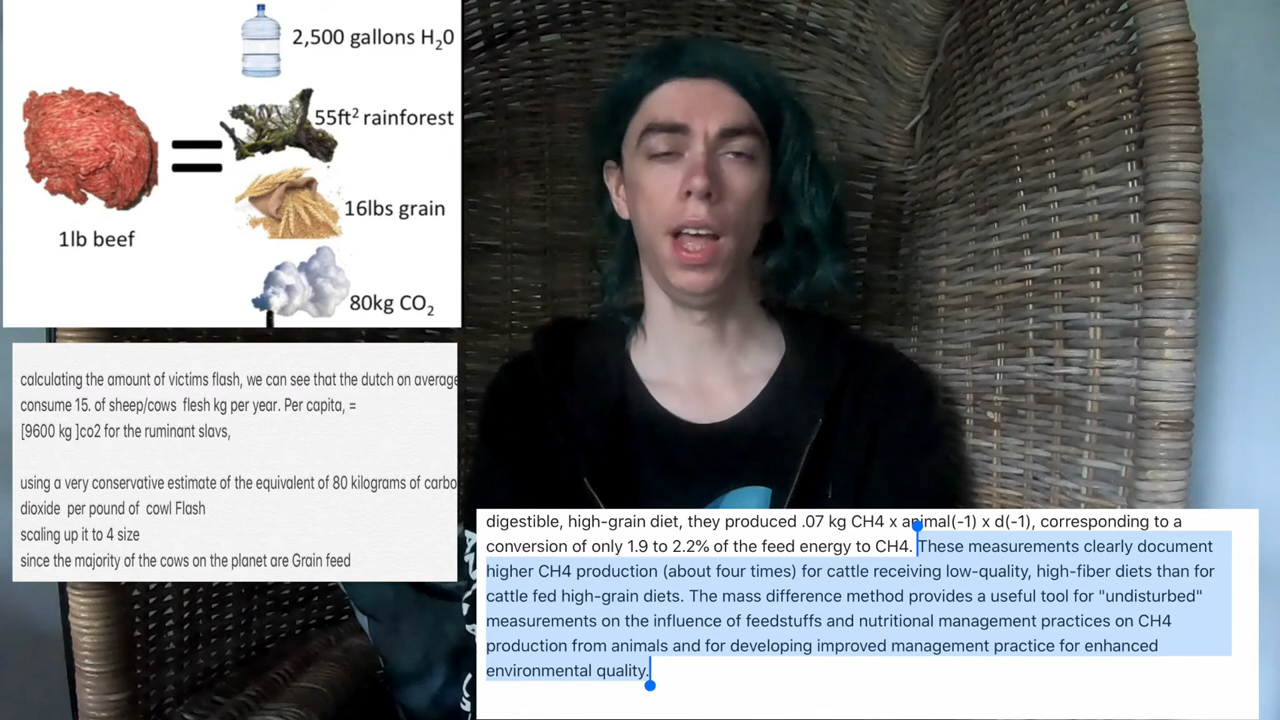 2,500 gallons H₂0
55ft² rainforest
16lbs grain
1lb beef
80kg CO₂
calculating the amount of victims flash, we can see that the dutch on average
consume 15. of sheep/cows flesh kg per year. Per capita, =
[9600 kg ]co2 for the ruminant slavs,
using a very conservative estimate of the equivalent of 80 kilograms of carbo
dioxide per pound of cowl Flash
scaling up it to 4 size
since the majority of the cows on the planet are Grain feed
digestible, high-grain diet, they produced .07 kg CH4 x animal(-1) x d(-1), corresponding to a
conversion of only 1.9 to 2.2% of the feed energy to CH4. These measurements clearly document
higher CH4 production (about four times) for cattle receiving low-quality, high-fiber diets than for
cattle fed high-grain diets. The mass difference method provides a useful tool for "undisturbed"
measurements on the influence of feedstuffs and nutritional management practices on CH4
production from animals and for developing improved management practice for enhanced
environmental quality.